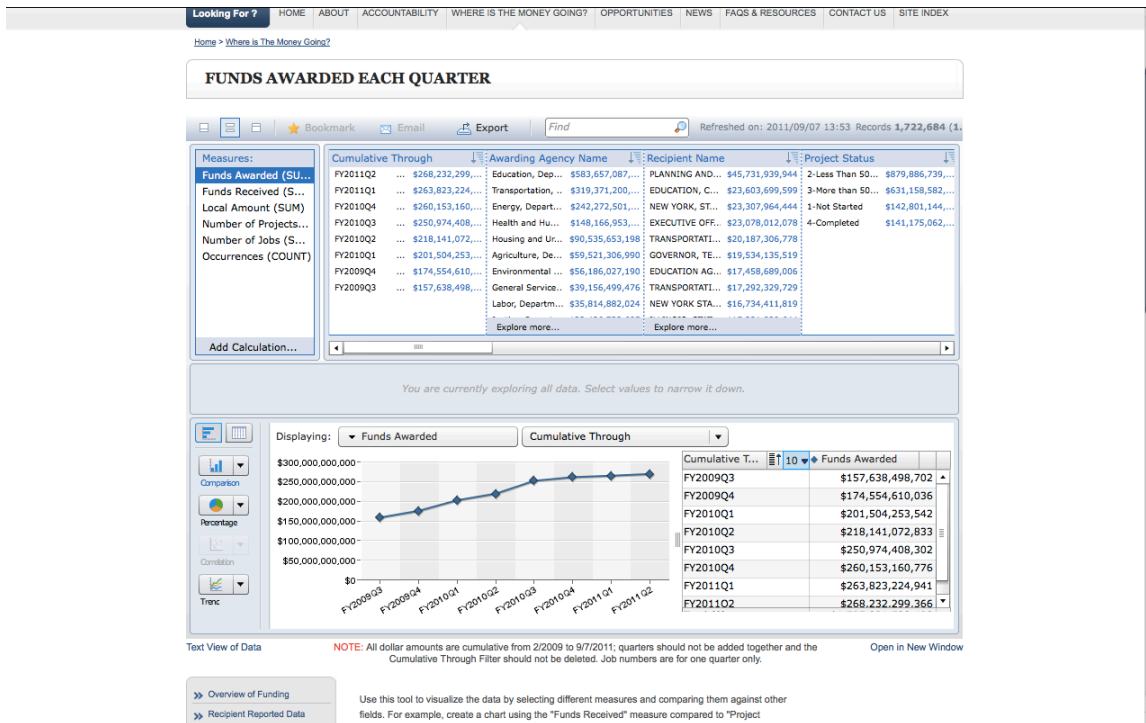 Looking For ? HOME ABOUT ACCOUNTABILITY WHERE IS THE MONEY GOING? OPPORTUNITIES NEWS FAQS & RESOURCES CONTACT US SITE INDEX
Home > Where is The Money Going?
FUNDS AWARDED EACH QUARTER
Bookmark Email Export Find Refreshed on: 2011/09/07 13:53 Records 1,722,684 (1.
Measures:
Funds Awarded (SU...
Funds Received (S...
Local Amount (SUM)
Number of Projects...
Number of Jobs (S...
Occurrences (COUNT)
Add Calculation...
Cumulative Through
FY2011Q2 ... $268,232,299,...
FY2011Q1 ... $263,823,224,...
FY2010Q4 ... $260,153,160,...
FY2010Q3 ... $250,974,408,...
FY2010Q2 ... $218,141,072,...
FY2010Q1 ... $201,504,253,...
FY2009Q4 ... $174,554,610,...
FY2009Q3 ... $157,638,498,...
Awarding Agency Name
Education, Dep... $583,657,087,...
Transportation, .. $319,371,200,...
Energy, Depart... $242,272,501,...
Health and Hu... $148,166,953,...
Housing and Ur... $90,535,653,198
Agriculture, De... $59,521,306,990
Environmental ... $56,186,027,190
General Service.. $39,156,499,476
Labor, Departm... $35,814,882,024
Explore more...
Recipient Name
PLANNING AND... $45,731,939,944
EDUCATION, C... $23,603,699,599
NEW YORK, ST... $23,307,964,444
EXECUTIVE OFF... $23,078,012,078
TRANSPORTATI... $20,187,306,778
GOVERNOR, TE... $19,534,135,519
EDUCATION AG... $17,458,689,006
TRANSPORTATI... $17,292,329,729
NEW YORK STA... $16,734,411,819
Explore more...
Project Status
2-Less Than 50... $879,886,739,...
3-More than 50... $631,158,582,...
1-Not Started $142,801,144,...
4-Completed $141,175,062,...
You are currently exploring all data. Select values to narrow it down.
Displaying: Funds Awarded Cumulative Through
Comparison
Percentage
Correlation
Trend
$300,000,000,000
$250,000,000,000
$200,000,000,000
$150,000,000,000
$100,000,000,000
$50,000,000,000
$0
FY2009Q3 FY2009Q4 FY2010Q1 FY2010Q2 FY2010Q3 FY2010Q4 FY2011Q1 FY2011Q2
Cumulative T... 10 Funds Awarded
FY2009Q3 $157,638,498,702
FY2009Q4 $174,554,610,036
FY2010Q1 $201,504,253,542
FY2010Q2 $218,141,072,833
FY2010Q3 $250,974,408,302
FY2010Q4 $260,153,160,776
FY2011Q1 $263,823,224,941
FY2011Q2 $268,232,299,366
Text View of Data
NOTE: All dollar amounts are cumulative from 2/2009 to 9/7/2011; quarters should not be added together and the
Cumulative Through Filter should not be deleted. Job numbers are for one quarter only.
Open in New Window
Overview of Funding
Recipient Reported Data
Use this tool to visualize the data by selecting different measures and comparing them against other
fields. For example, create a chart using the "Funds Received" measure compared to "Project